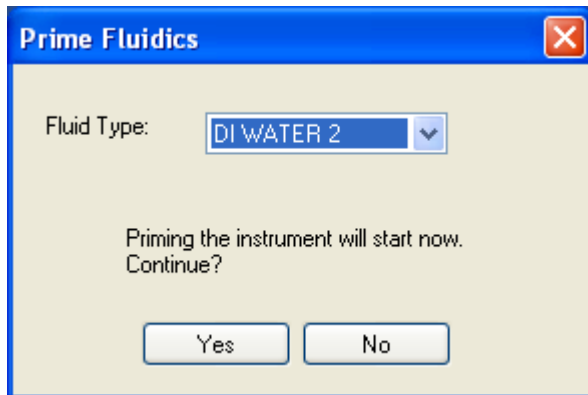 Prime Fluidics
Fluid Type:
DI WATER 2
Priming the instrument will start now.
Continue?
Yes
No